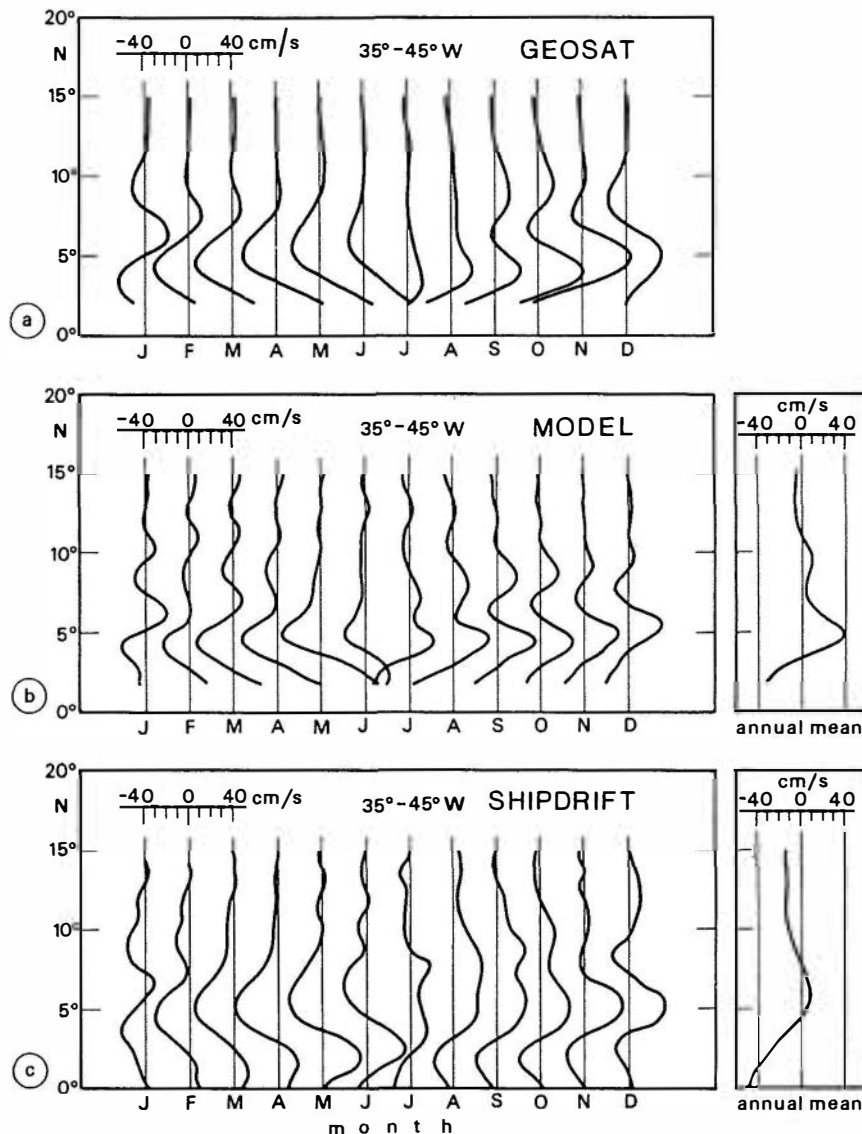 20°
-40 0 40 cm/s
N
35°-45°W GEOSAT
15°
10°
5°
0°
a
J F M A M J J A S O N D
20°
-40 0 40 cm/s
N
35°-45°W MODEL
15°
10°
5°
0°
b
J F M A M J J A S O N D
cm/s
-40 0 40
annual mean
20°
-40 0 40 cm/s
N
35°-45°W SHIPDRIFT
15°
10°
5°
0°
c
J F M A M J J A S O N D
month
cm/s
-40 0 40
annual mean